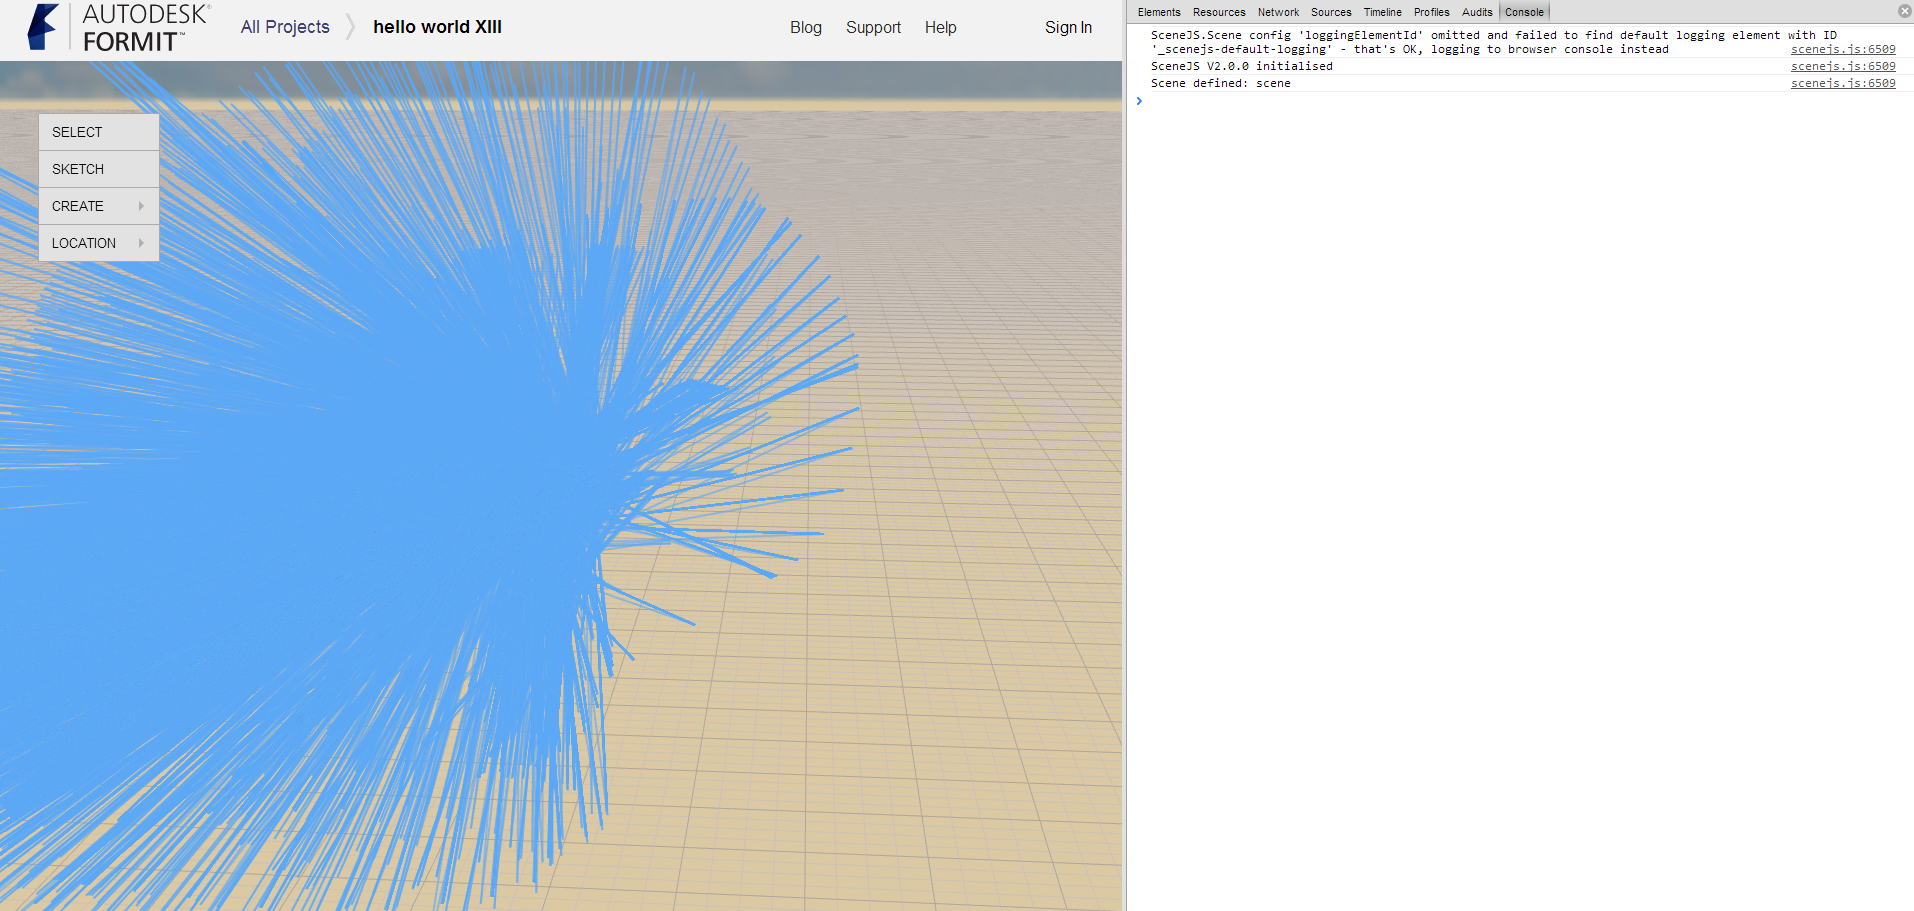 AUTODESK®
FORMIT™
All Projects
hello world XIII
Blog
Support
Help
Sign In
SELECT
SKETCH
CREATE
LOCATION
Elements
Resources
Network
Sources
Timeline
Profiles
Audits
Console
SceneJS.Scene config 'loggingElementId' omitted and failed to find default logging element with ID
'_scenejs-default-logging' - that's OK, logging to browser console instead scenejs.js:6509
SceneJS V2.0.0 initialised scenejs.js:6509
Scene defined: scene scenejs.js:6509